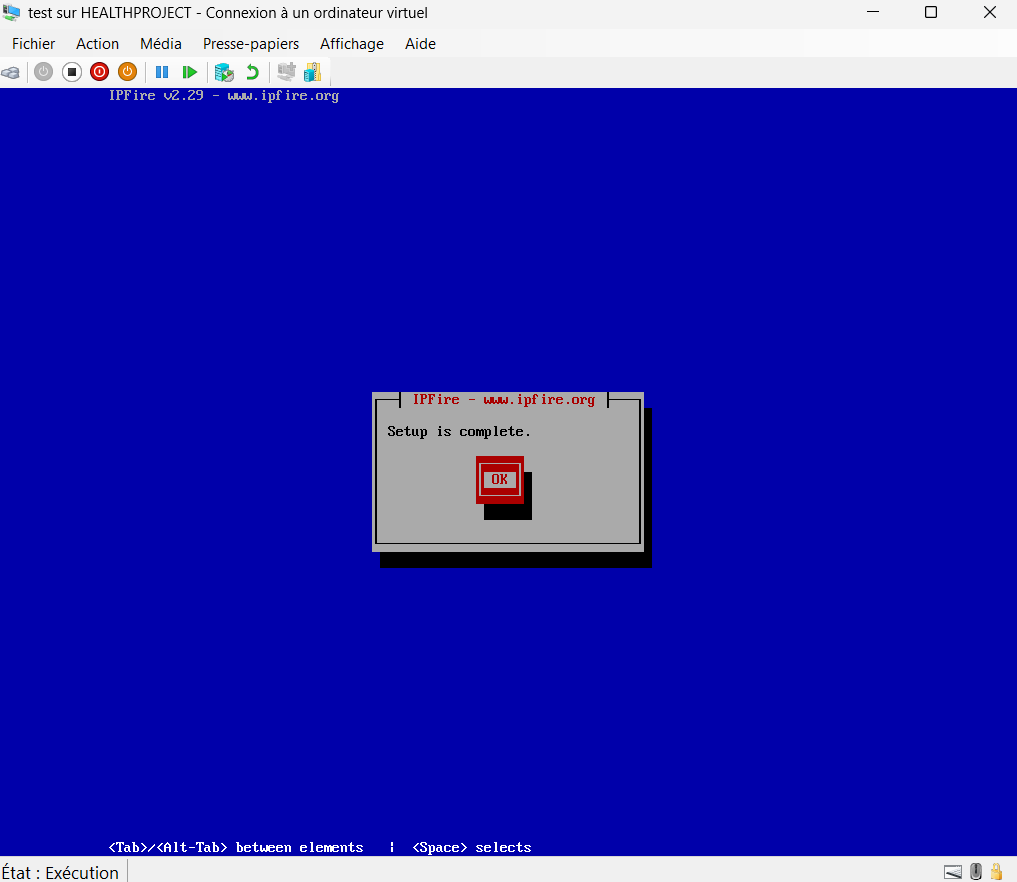 test sur HEALTHPROJECT - Connexion à un ordinateur virtuel
Fichier Action Média Presse-papiers Affichage Aide
IPFire v2.29 - www.ipfire.org
IPFire - www.ipfire.org
Setup is complete.
OK
<Tab>/<Alt-Tab> between elements | <Space> selects
État : Exécution